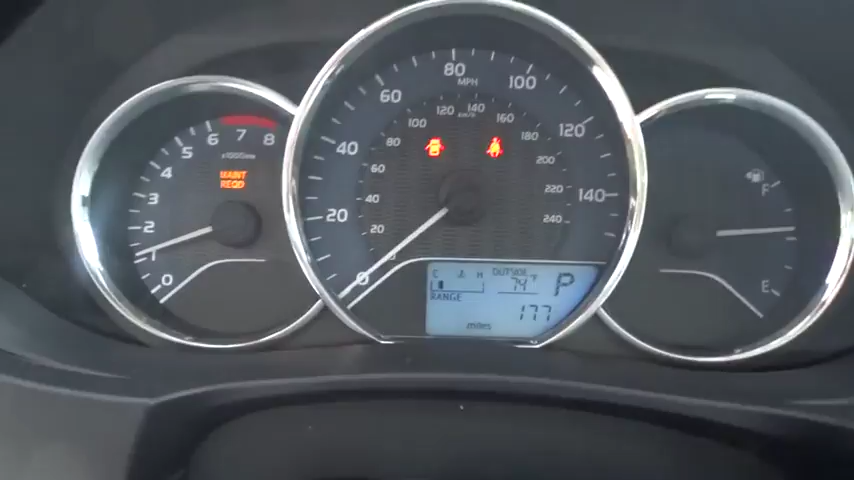 0
1
2
3
4
5
6
7
8
x1000r/min
MAINT
REQD
0
20
40
60
80
100
120
140
MPH
20
40
60
80
100
120
140
160
180
200
220
240
km/h
C H
OUTSIDE
74°F
P
RANGE
177
miles
F
E